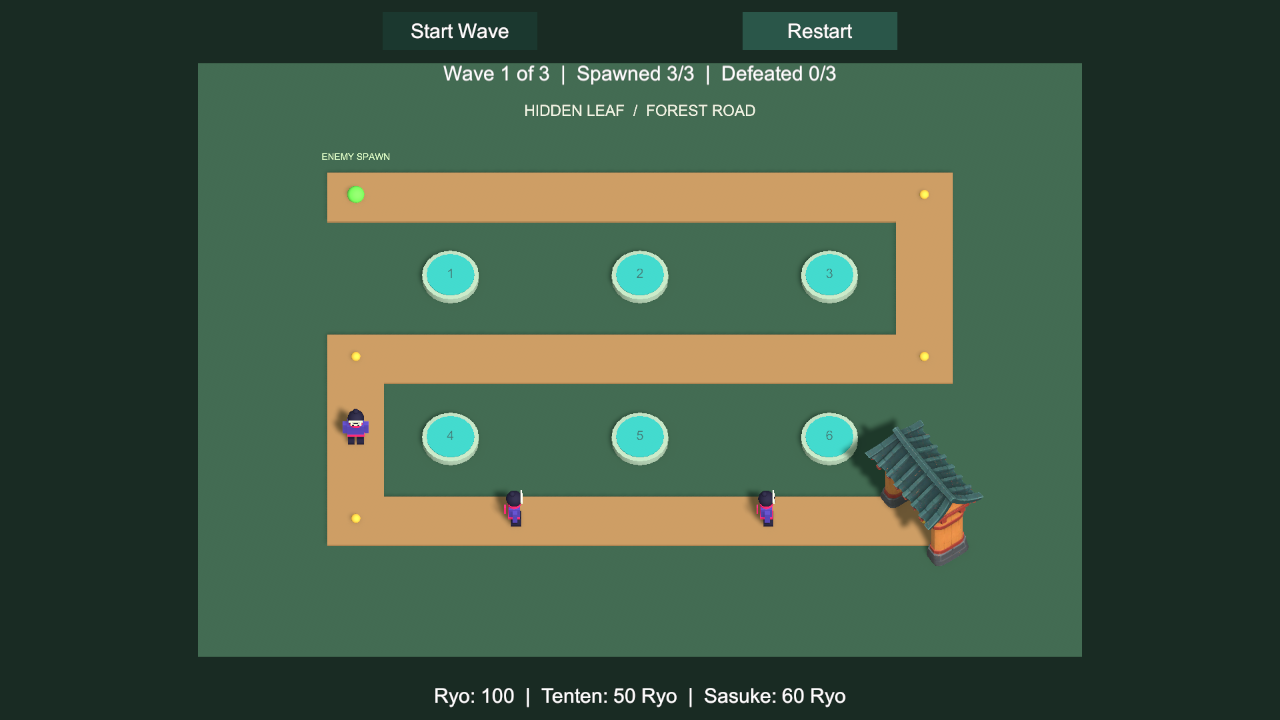 Start Wave
Restart
Wave 1 of 3 | Spawned 3/3 | Defeated 0/3
HIDDEN LEAF / FOREST ROAD
ENEMY SPAWN
1
2
3
4
5
6
Ryo: 100 | Tenten: 50 Ryo | Sasuke: 60 Ryo